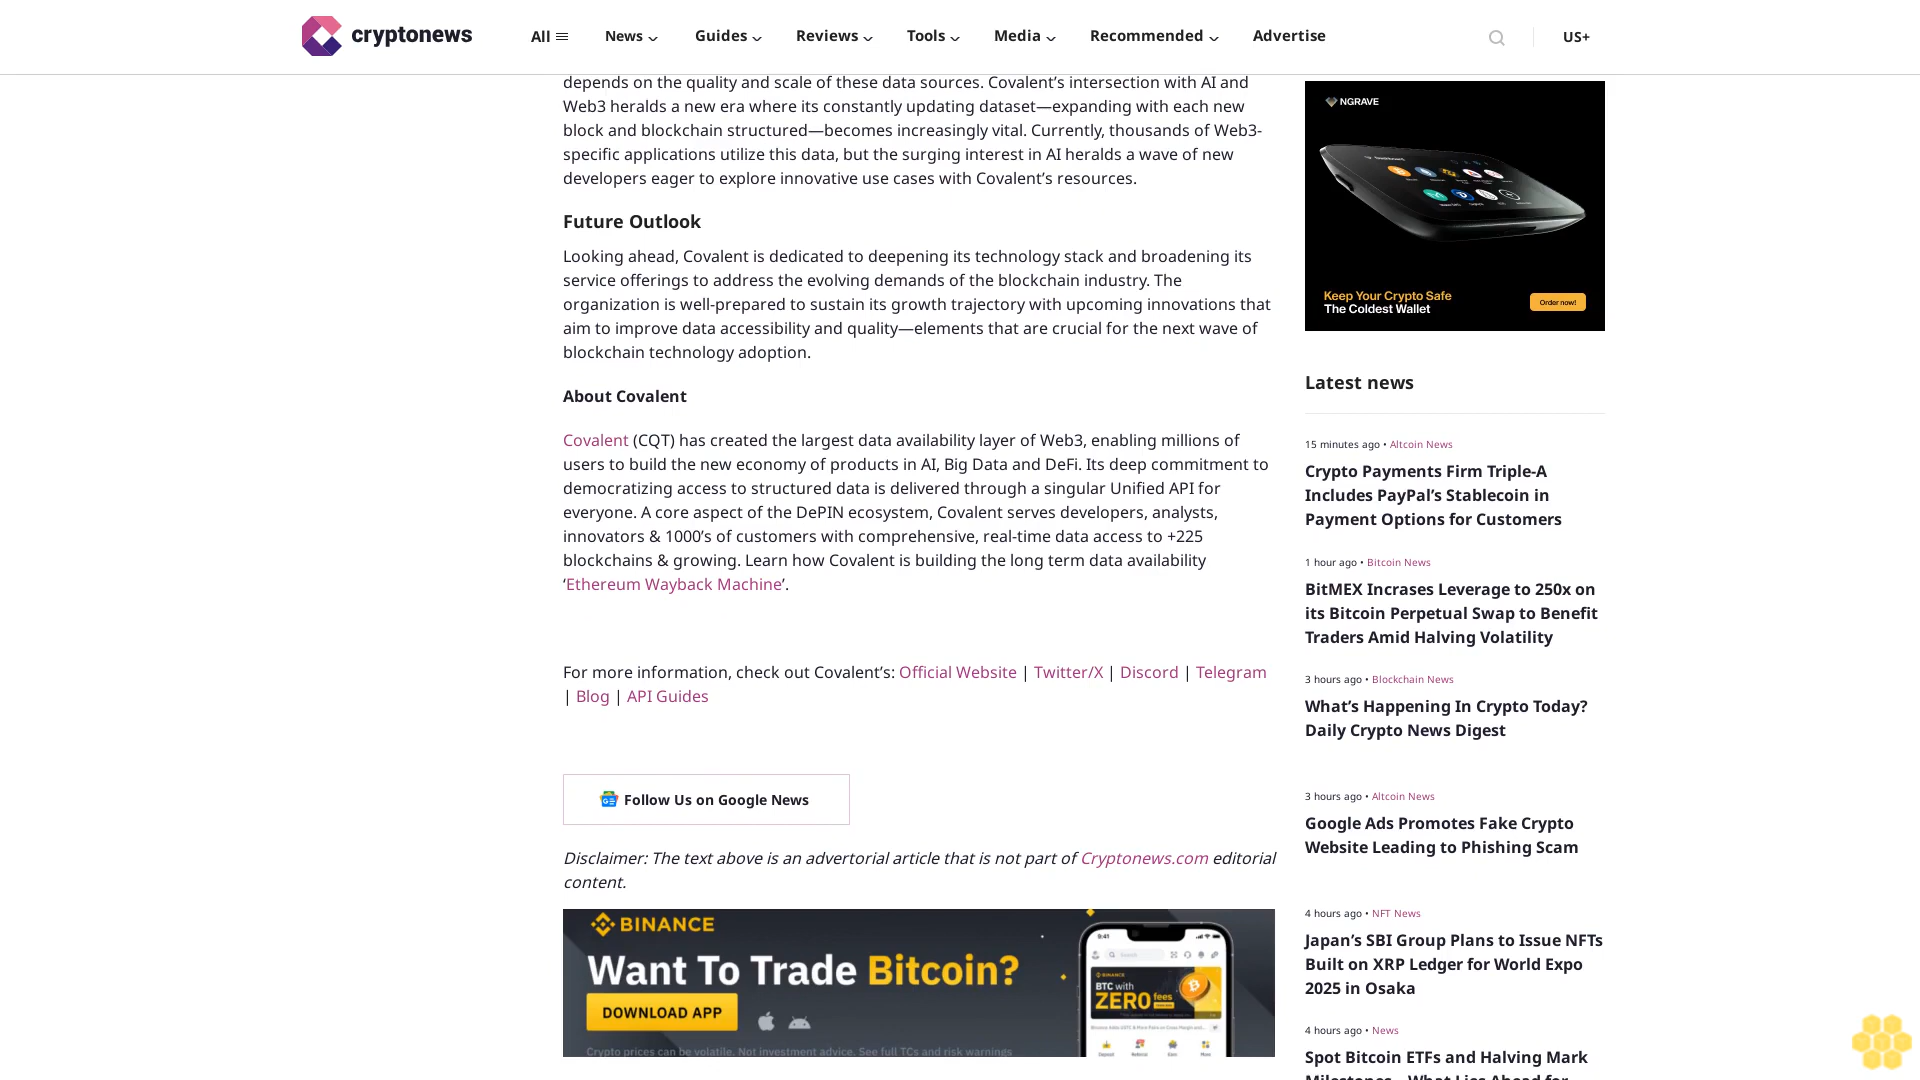 cryptonews
All
News
Guides
Reviews
Tools
Media
Recommended
Advertise
US+
depends on the quality and scale of these data sources. Covalent’s intersection with AI and
Web3 heralds a new era where its constantly updating dataset—expanding with each new
block and blockchain structured—becomes increasingly vital. Currently, thousands of Web3-
specific applications utilize this data, but the surging interest in AI heralds a wave of new
developers eager to explore innovative use cases with Covalent’s resources.
Future Outlook
Looking ahead, Covalent is dedicated to deepening its technology stack and broadening its
service offerings to address the evolving demands of the blockchain industry. The
organization is well-prepared to sustain its growth trajectory with upcoming innovations that
aim to improve data accessibility and quality—elements that are crucial for the next wave of
blockchain technology adoption.
About Covalent
Covalent (CQT) has created the largest data availability layer of Web3, enabling millions of
users to build the new economy of products in AI, Big Data and DeFi. Its deep commitment to
democratizing access to structured data is delivered through a singular Unified API for
everyone. A core aspect of the DePIN ecosystem, Covalent serves developers, analysts,
innovators & 1000’s of customers with comprehensive, real-time data access to +225
blockchains & growing. Learn how Covalent is building the long term data availability
‘Ethereum Wayback Machine’.
For more information, check out Covalent’s: Official Website | Twitter/X | Discord | Telegram
| Blog | API Guides
Follow Us on Google News
Disclaimer: The text above is an advertorial article that is not part of Cryptonews.com editorial
content.
BINANCE
Want To Trade Bitcoin?
DOWNLOAD APP
Crypto prices can be volatile. Not investment advice. See full TCs and risk warnings
9:41
Search
BINANCE
BTC with
ZERO fees
Deposit
Referral
Earn
More
NGRAVE
Keep Your Crypto Safe
The Coldest Wallet
Order now!
Latest news
15 minutes ago • Altcoin News
Crypto Payments Firm Triple-A
Includes PayPal’s Stablecoin in
Payment Options for Customers
1 hour ago • Bitcoin News
BitMEX Incrases Leverage to 250x on
its Bitcoin Perpetual Swap to Benefit
Traders Amid Halving Volatility
3 hours ago • Blockchain News
What’s Happening In Crypto Today?
Daily Crypto News Digest
3 hours ago • Altcoin News
Google Ads Promotes Fake Crypto
Website Leading to Phishing Scam
4 hours ago • NFT News
Japan’s SBI Group Plans to Issue NFTs
Built on XRP Ledger for World Expo
2025 in Osaka
4 hours ago • News
Spot Bitcoin ETFs and Halving Mark
Milestones – What Lies Ahead for